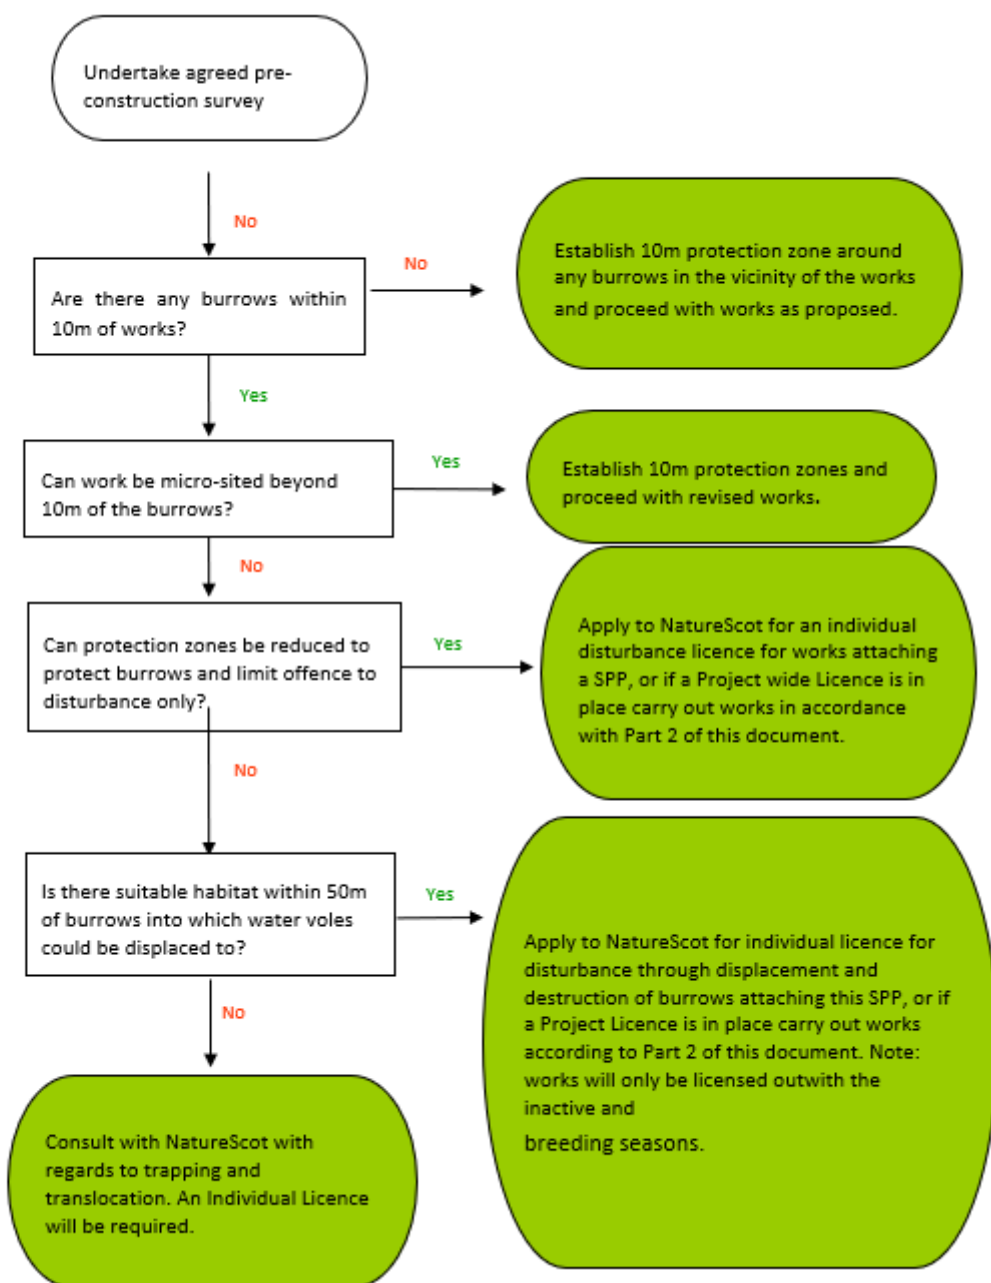 Undertake agreed pre-
construction survey
No
Are there any burrows within
10m of works?
No
Establish 10m protection zone around
any burrows in the vicinity of the works
and proceed with works as proposed.
Yes
Can work be micro-sited beyond
10m of the burrows?
Yes
Establish 10m protection zones and
proceed with revised works.
No
Can protection zones be reduced to
protect burrows and limit offence to
disturbance only?
Yes
Apply to NatureScot for an individual
disturbance licence for works attaching
a SPP, or if a Project wide Licence is in
place carry out works in accordance
with Part 2 of this document.
No
Is there suitable habitat within 50m
of burrows into which water voles
could be displaced to?
Yes
Apply to NatureScot for individual licence for
disturbance through displacement and
destruction of burrows attaching this SPP, or if
a Project Licence is in place carry out works
according to Part 2 of this document. Note:
works will only be licensed outwith the
inactive and
breeding seasons.
No
Consult with NatureScot with
regards to trapping and
translocation. An Individual Licence
will be required.